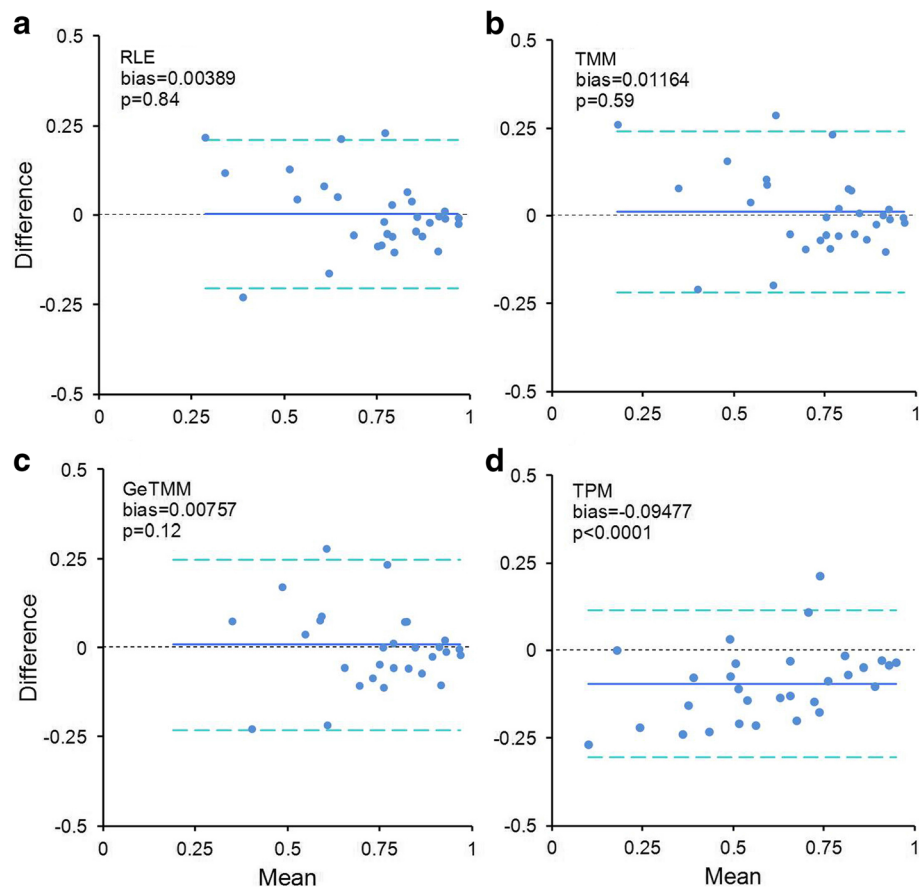 a
RLE
bias=0.00389
p=0.84
0.5
0.25
0
-0.25
-0.5
Difference
0
0.25
0.5
0.75
1
b
TMM
bias=0.01164
p=0.59
0.5
0.25
0
-0.25
-0.5
0
0.25
0.5
0.75
1
c
GeTMM
bias=0.00757
p=0.12
0.5
0.25
0
-0.25
-0.5
Difference
0
0.25
0.5
0.75
1
Mean
d
TPM
bias=-0.09477
p<0.0001
0.5
0.25
0
-0.25
-0.5
0
0.25
0.5
0.75
1
Mean